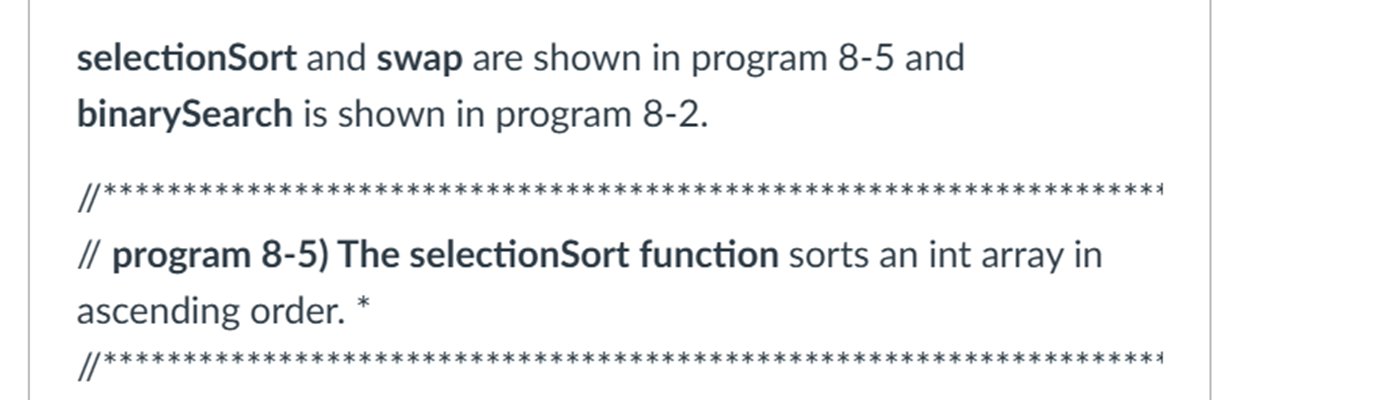 selectionSort and swap are shown in program 8-5 and
binarySearch is shown in program 8-2.
//*******************************************************************
// program 8-5) The selectionSort function sorts an int array in
ascending order. *
//*******************************************************************